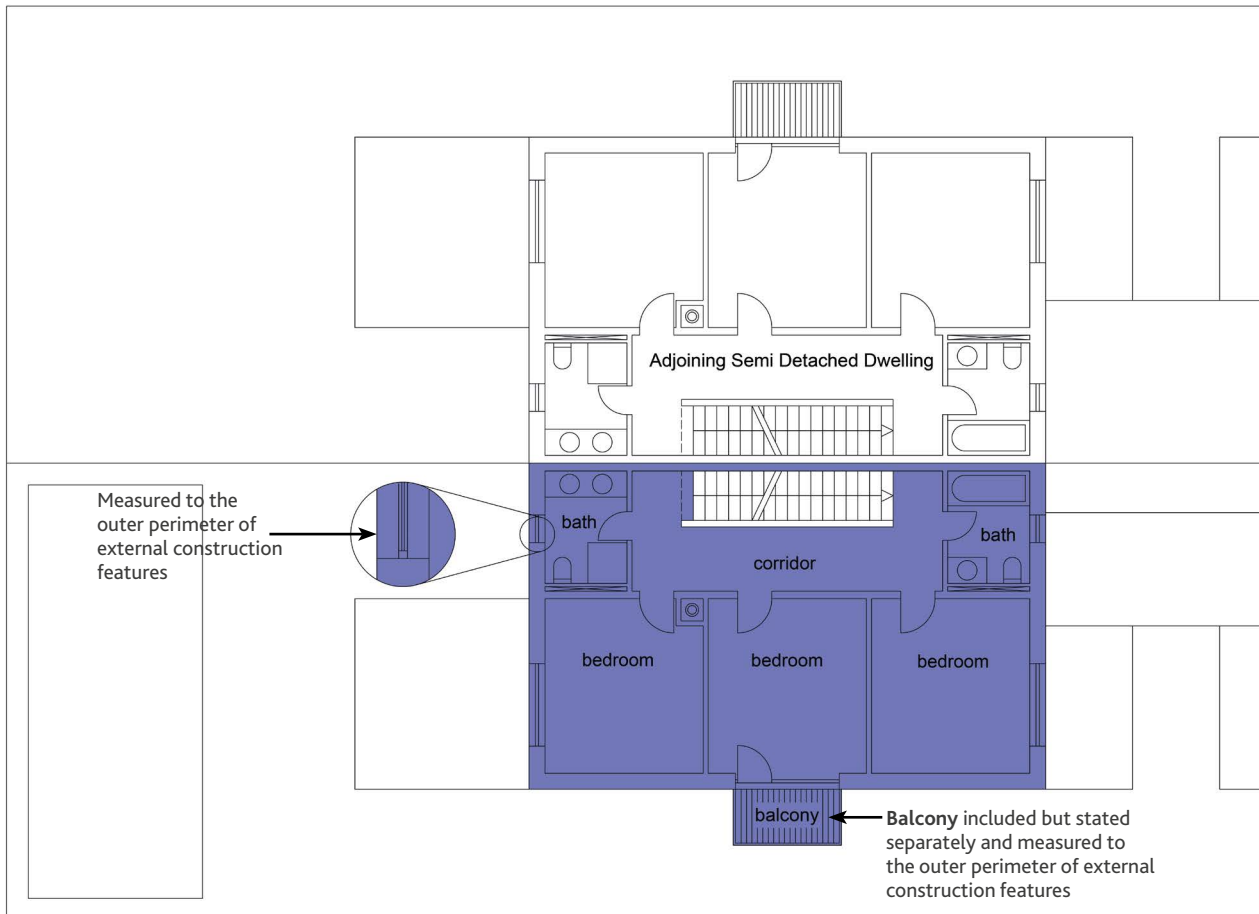 Adjoining Semi Detached Dwelling
Measured to the
outer perimeter of
external construction
features
bath
bath
corridor
bedroom
bedroom
bedroom
balcony
Balcony included but stated
separately and measured to
the outer perimeter of external
construction features